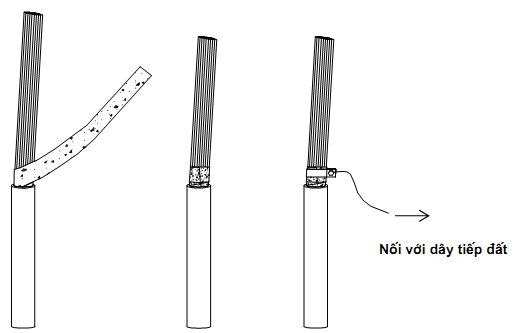 Nối với dây tiếp đất